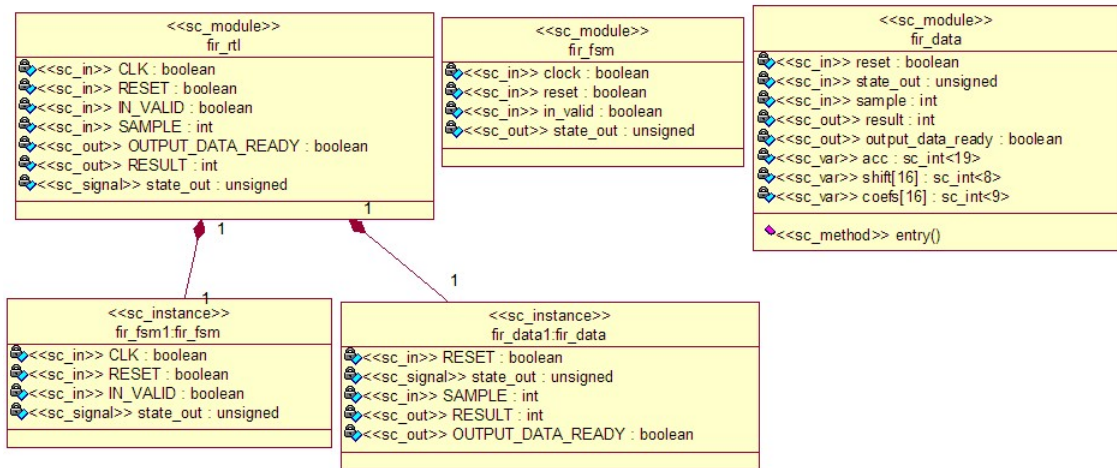 <<sc_module>>
fir_rtl
<<sc_in>> CLK : boolean
<<sc_in>> RESET : boolean
<<sc_in>> IN_VALID : boolean
<<sc_in>> SAMPLE : int
<<sc_out>> OUTPUT_DATA_READY : boolean
<<sc_out>> RESULT : int
<<sc_signal>> state_out : unsigned
<<sc_module>>
fir_fsm
<<sc_in>> clock : boolean
<<sc_in>> reset : boolean
<<sc_in>> in_valid : boolean
<<sc_out>> state_out : unsigned
<<sc_module>>
fir_data
<<sc_in>> reset : boolean
<<sc_in>> state_out : unsigned
<<sc_in>> sample : int
<<sc_out>> result : int
<<sc_out>> output_data_ready : boolean
<<sc_var>> acc : sc_int<19>
<<sc_var>> shift[16] : sc_int<8>
<<sc_var>> coefs[16] : sc_int<9>
<<sc_method>> entry()
1
1
1
1
<<sc_instance>>
fir_fsm1:fir_fsm
<<sc_in>> CLK : boolean
<<sc_in>> RESET : boolean
<<sc_in>> IN_VALID : boolean
<<sc_signal>> state_out : unsigned
<<sc_instance>>
fir_data1:fir_data
<<sc_in>> RESET : boolean
<<sc_signal>> state_out : unsigned
<<sc_in>> SAMPLE : int
<<sc_out>> RESULT : int
<<sc_out>> OUTPUT_DATA_READY : boolean